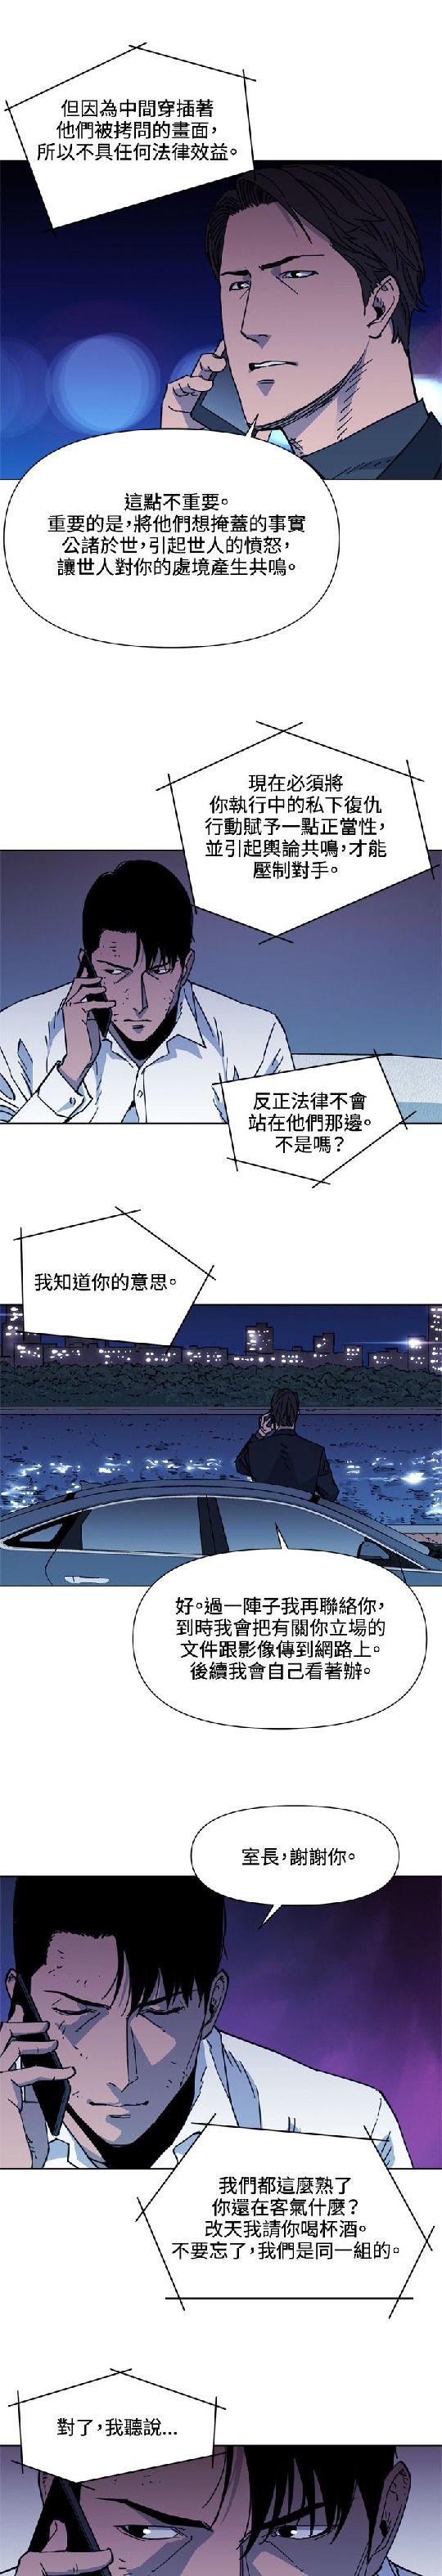 但因為中間穿插著
他們被拷問的畫面，
所以不具任何法律效益。
這點不重要。
重要的是，將他們想掩蓋的事實
公諸於世，引起世人的憤怒，
讓世人對你的處境產生共鳴。
現在必須將
你執行中的私下復仇
行動賦予一點正當性，
並引起輿論共鳴，才能
壓制對手。
反正法律不會
站在他們那邊。
不是嗎？
我知道你的意思。
好。過一陣子我再聯絡你，
到時我會把有關你立場的
文件跟影像傳到網路上。
後續我會自己看著辦。
室長，謝謝你。
我們都這麼熟了
你還在客氣什麼？
改天我請你喝杯酒。
不要忘了，我們是同一組的。
對了，我聽說…